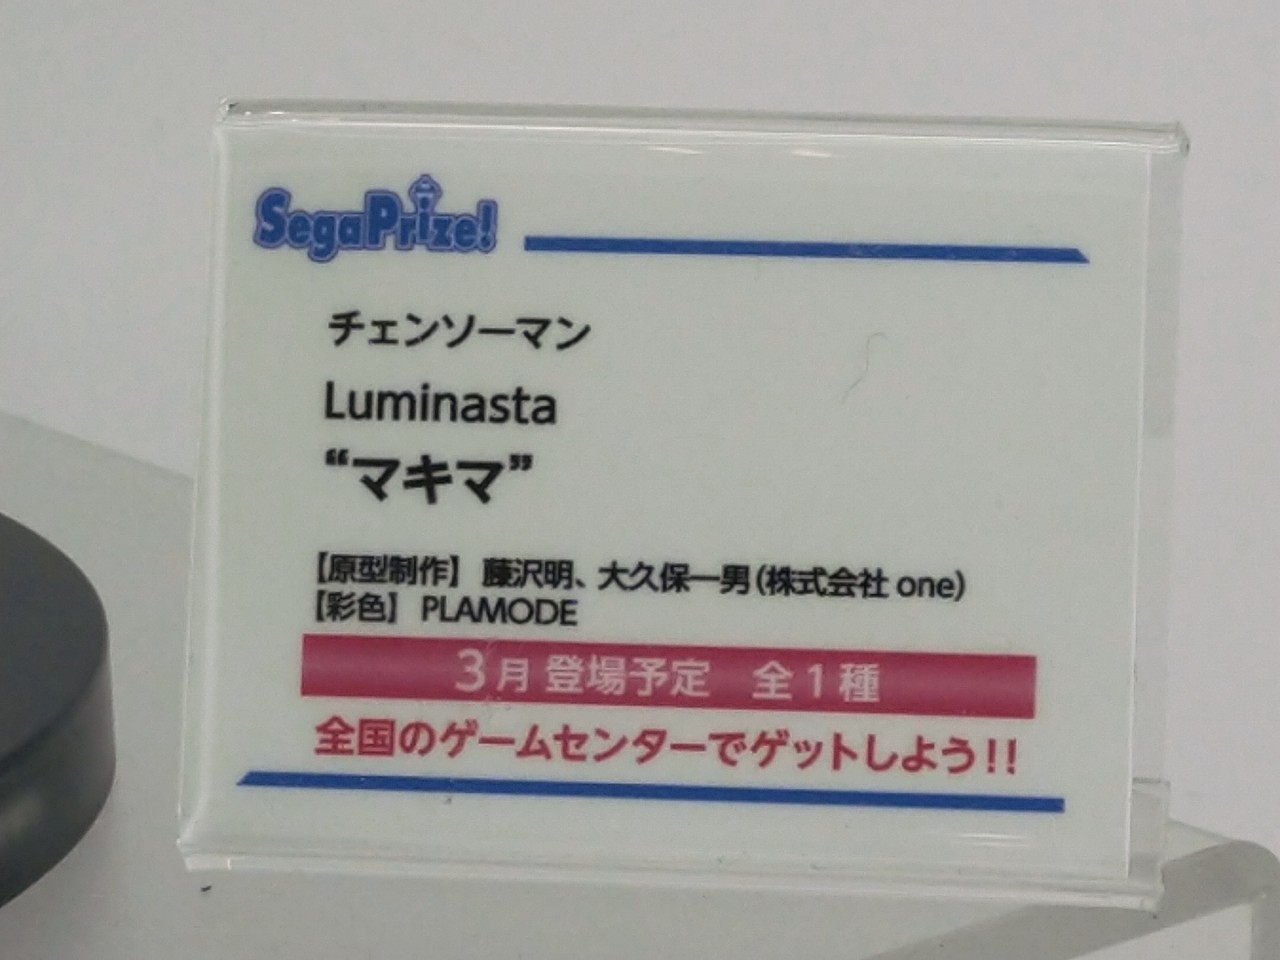 SegaPrize!
チェンソーマン
Luminasta
“マキマ”
【原型制作】 藤沢明、大久保一男(株式会社 one)
【彩色】 PLAMODE
3月 登場予定　全1種
全国のゲームセンターでゲットしよう!!